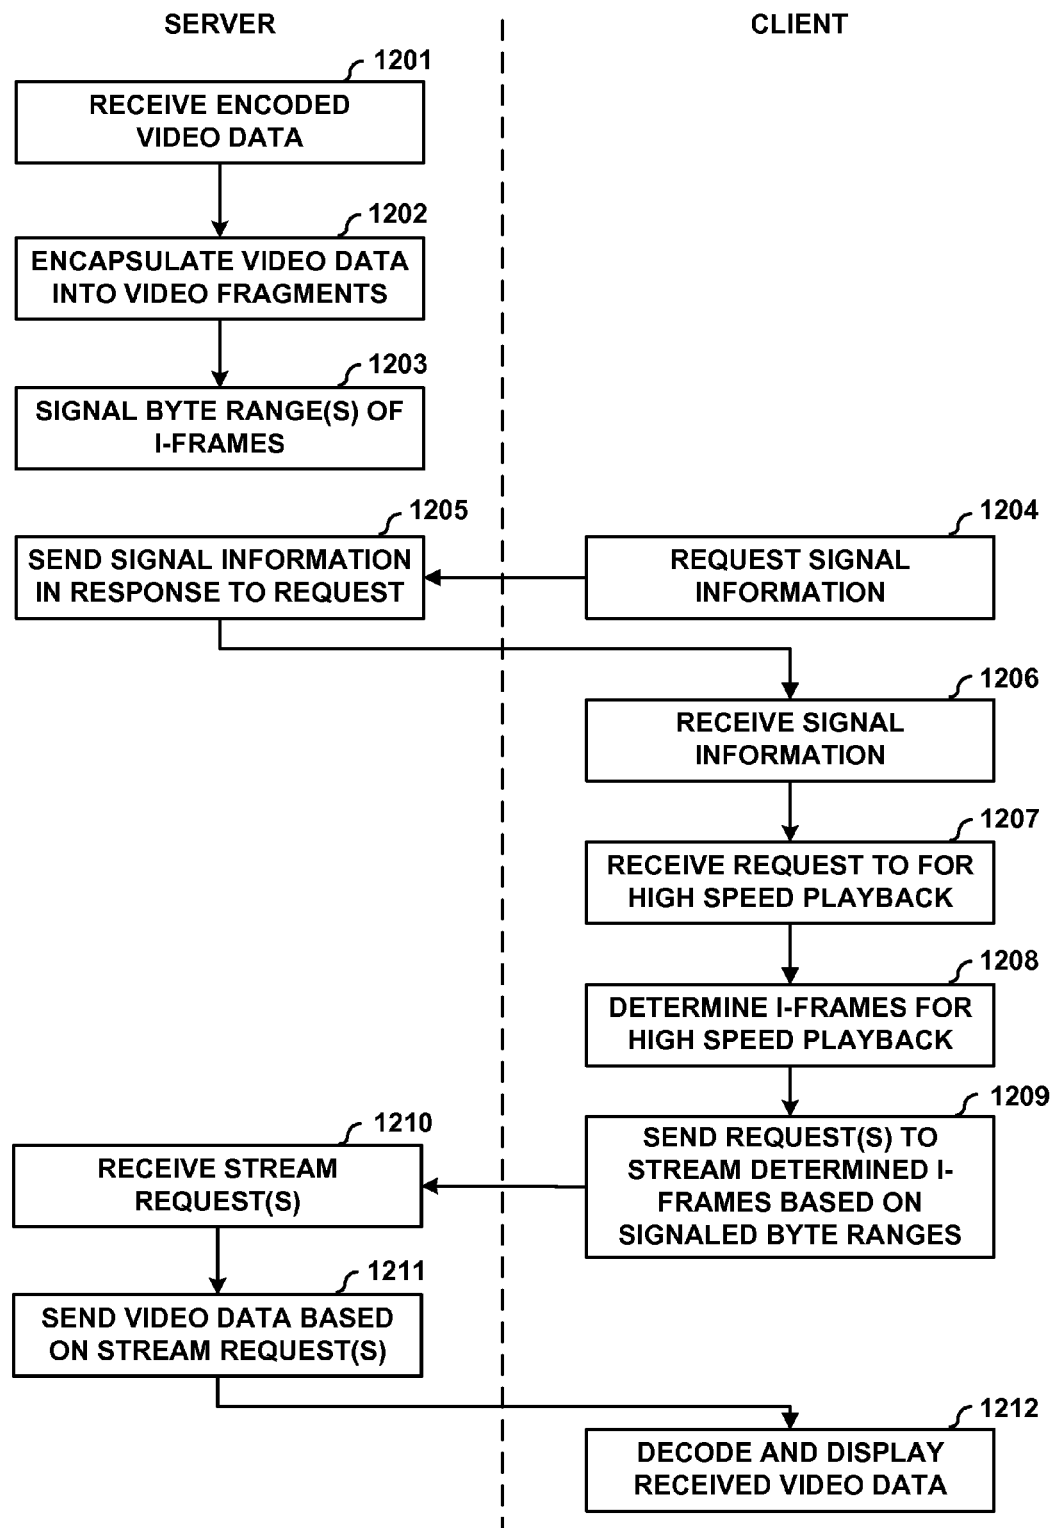 SERVER
CLIENT
1201
RECEIVE ENCODED
VIDEO DATA
1202
ENCAPSULATE VIDEO DATA
INTO VIDEO FRAGMENTS
1203
SIGNAL BYTE RANGE(S) OF
I-FRAMES
1204
REQUEST SIGNAL
INFORMATION
1205
SEND SIGNAL INFORMATION
IN RESPONSE TO REQUEST
1206
RECEIVE SIGNAL
INFORMATION
1207
RECEIVE REQUEST TO FOR
HIGH SPEED PLAYBACK
1208
DETERMINE I-FRAMES FOR
HIGH SPEED PLAYBACK
1209
SEND REQUEST(S) TO
STREAM DETERMINED I-
FRAMES BASED ON
SIGNALED BYTE RANGES
1210
RECEIVE STREAM
REQUEST(S)
1211
SEND VIDEO DATA BASED
ON STREAM REQUEST(S)
1212
DECODE AND DISPLAY
RECEIVED VIDEO DATA